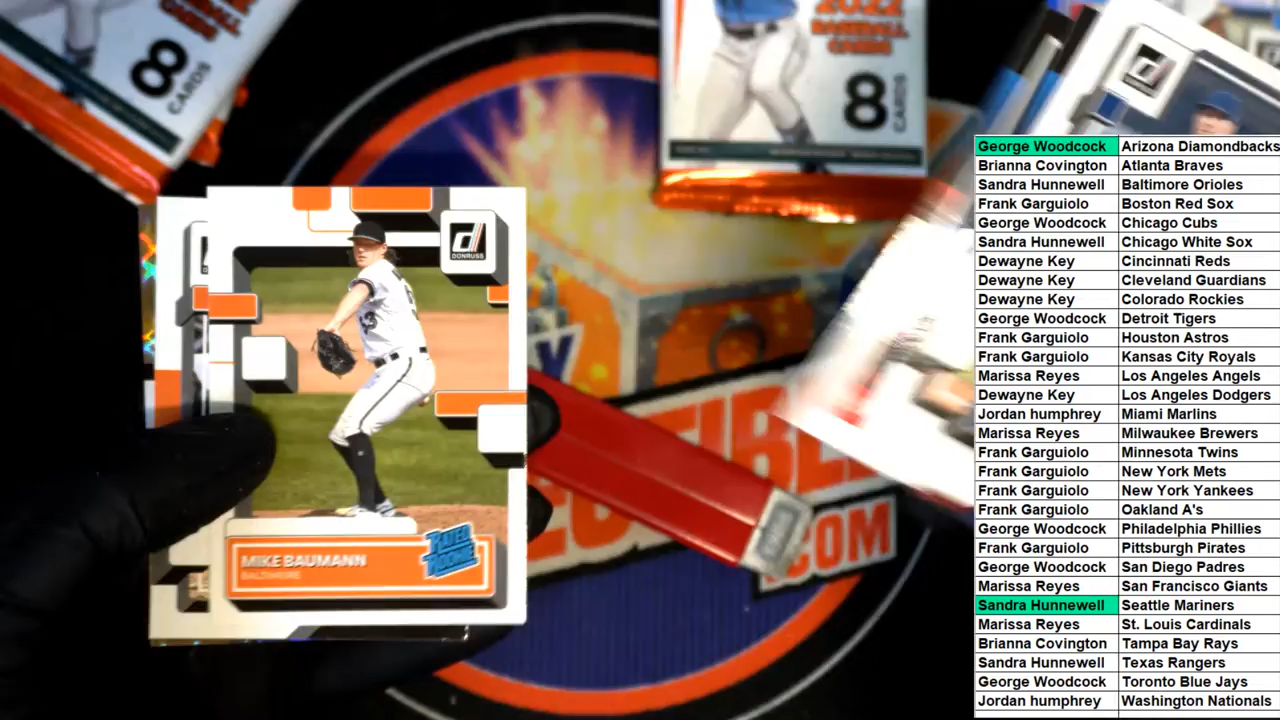 8
CARDS
2022
BASEBALL
CARDS
8
CARDS
d
DONRUSS
MIKE BAUMANN
BALTIMORE
RATED
ROOKIE
.COM
George Woodcock Arizona Diamondbacks
Brianna Covington Atlanta Braves
Sandra Hunnewell Baltimore Orioles
Frank Garguiolo Boston Red Sox
George Woodcock Chicago Cubs
Sandra Hunnewell Chicago White Sox
Dewayne Key Cincinnati Reds
Dewayne Key Cleveland Guardians
Dewayne Key Colorado Rockies
George Woodcock Detroit Tigers
Frank Garguiolo Houston Astros
Frank Garguiolo Kansas City Royals
Marissa Reyes Los Angeles Angels
Dewayne Key Los Angeles Dodgers
Jordan humphrey Miami Marlins
Marissa Reyes Milwaukee Brewers
Frank Garguiolo Minnesota Twins
Frank Garguiolo New York Mets
Frank Garguiolo New York Yankees
Frank Garguiolo Oakland A's
George Woodcock Philadelphia Phillies
Frank Garguiolo Pittsburgh Pirates
George Woodcock San Diego Padres
Marissa Reyes San Francisco Giants
Sandra Hunnewell Seattle Mariners
Marissa Reyes St. Louis Cardinals
Brianna Covington Tampa Bay Rays
Sandra Hunnewell Texas Rangers
George Woodcock Toronto Blue Jays
Jordan humphrey Washington Nationals